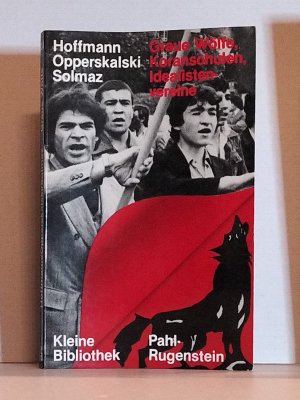 Hoffmann
Opperskalski
Solmaz
Graue Wölfe,
Koranschulen,
Idealisten-
vereine
Kleine
Bibliothek
Pahl-
Rugenstein